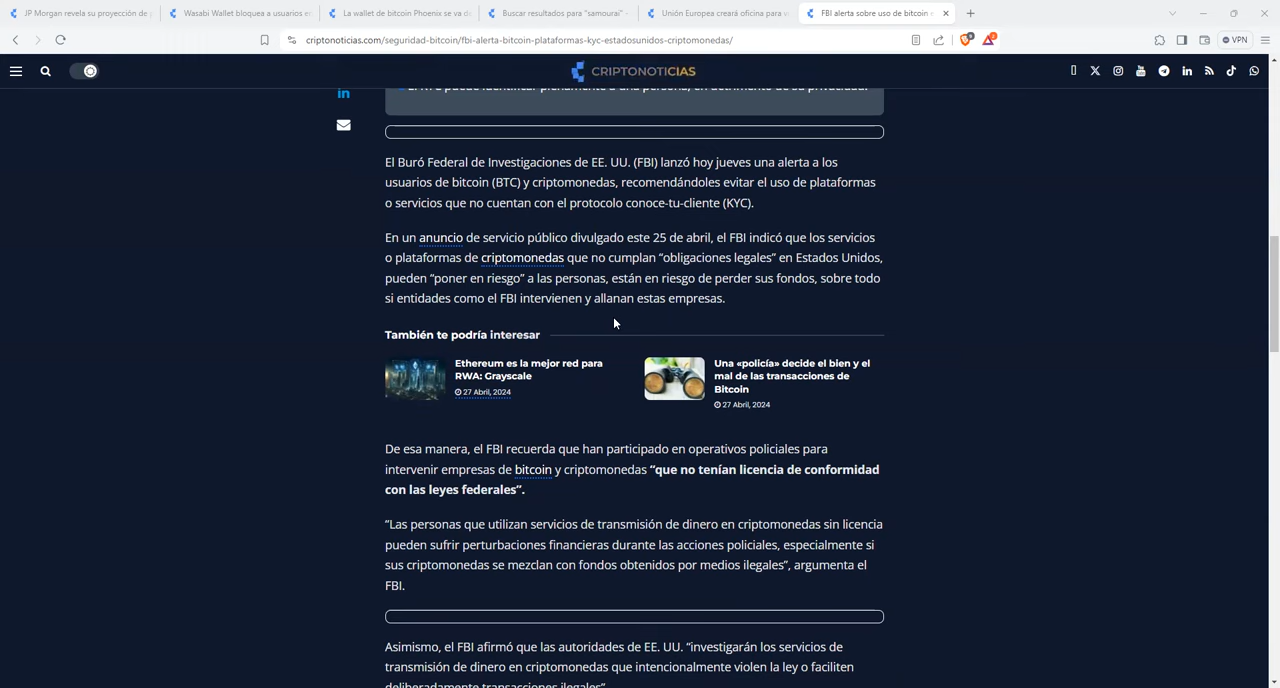 JP Morgan revela su proyección de
Wasabi Wallet bloquea a usuarios e
La wallet de bitcoin Phoenix se va d
Buscar resultados para "samourai" -
Unión Europea creará oficina para
FBI alerta sobre uso de bitcoin
criptonoticias.com/seguridad-bitcoin/fbi-alerta-bitcoin-plataformas-kyc-estadosunidos-criptomonedas/
VPN
CRIPTONOTICIAS
in
El Buró Federal de Investigaciones de EE. UU. (FBI) lanzó hoy jueves una alerta a los
usuarios de bitcoin (BTC) y criptomonedas, recomendándoles evitar el uso de plataformas
o servicios que no cuentan con el protocolo conoce-tu-cliente (KYC).
En un anuncio de servicio público divulgado este 25 de abril, el FBI indicó que los servicios
o plataformas de criptomonedas que no cumplan “obligaciones legales” en Estados Unidos,
pueden “poner en riesgo” a las personas, están en riesgo de perder sus fondos, sobre todo
si entidades como el FBI intervienen y allanan estas empresas.
También te podría interesar
Ethereum es la mejor red para
RWA: Grayscale
27 Abril, 2024
Una «policía» decide el bien y el
mal de las transacciones de
Bitcoin
27 Abril, 2024
De esa manera, el FBI recuerda que han participado en operativos policiales para
intervenir empresas de bitcoin y criptomonedas “que no tenían licencia de conformidad
con las leyes federales”.
“Las personas que utilizan servicios de transmisión de dinero en criptomonedas sin licencia
pueden sufrir perturbaciones financieras durante las acciones policiales, especialmente si
sus criptomonedas se mezclan con fondos obtenidos por medios ilegales”, argumenta el
FBI.
Asimismo, el FBI afirmó que las autoridades de EE. UU. “investigarán los servicios de
transmisión de dinero en criptomonedas que intencionalmente violen la ley o faciliten
deliberadamente transacciones ilegales”